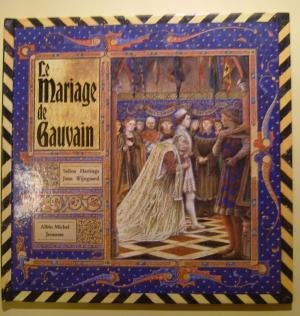 Le
Mariage
de
Gauvain
Selina Hastings
Juan Wijngaard
Albin Michel
Jeunesse